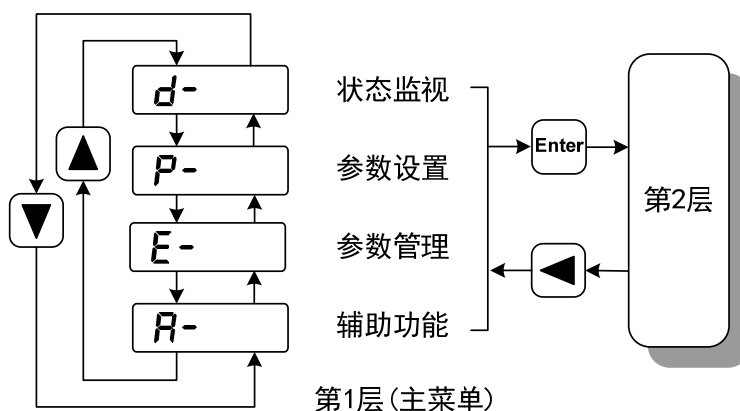 d- 状态监视
P- 参数设置
E- 参数管理
A- 辅助功能
Enter
第2层
第1层(主菜单)